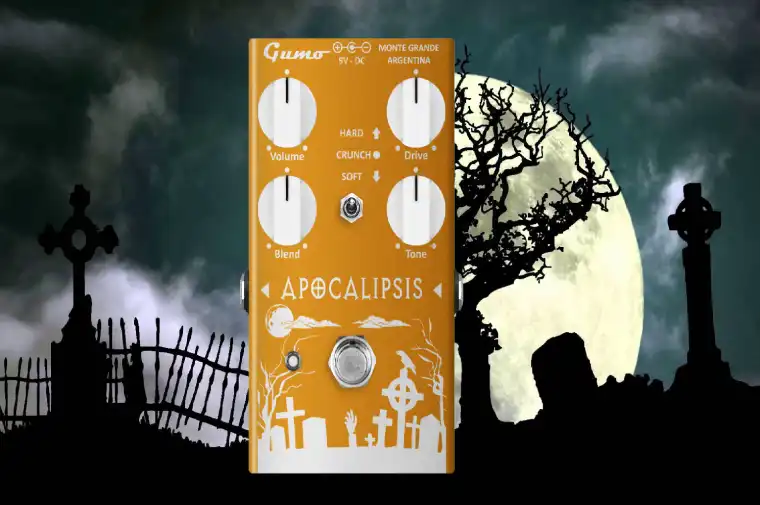 Gumo
9V - DC
MONTE GRANDE
ARGENTINA
HARD
CRUNCH
SOFT
Volume
Drive
Blend
Tone
APOCALIPSIS